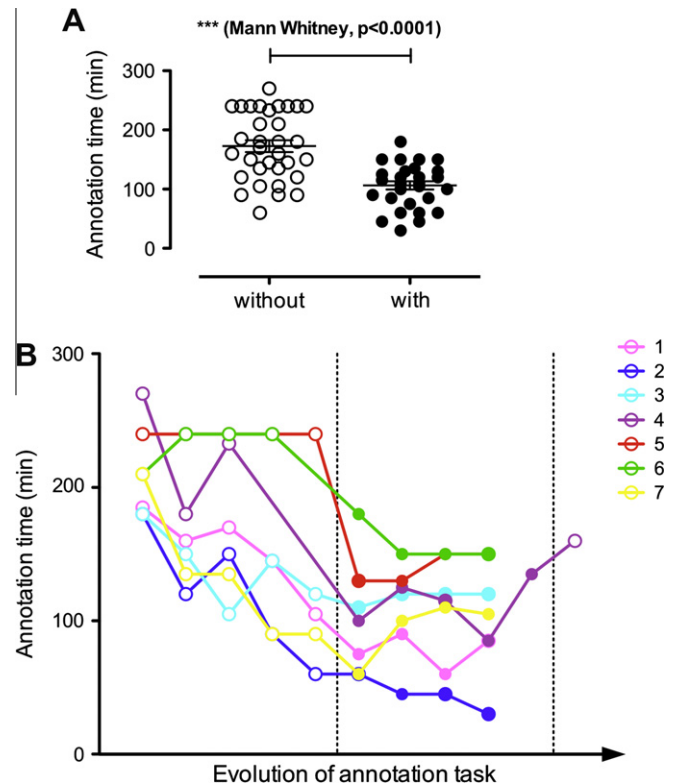 A
*** (Mann Whitney, p<0.0001)
Annotation time (min)
300
200
100
0
without
with
B
Annotation time (min)
300
200
100
0
1
2
3
4
5
6
7
Evolution of annotation task